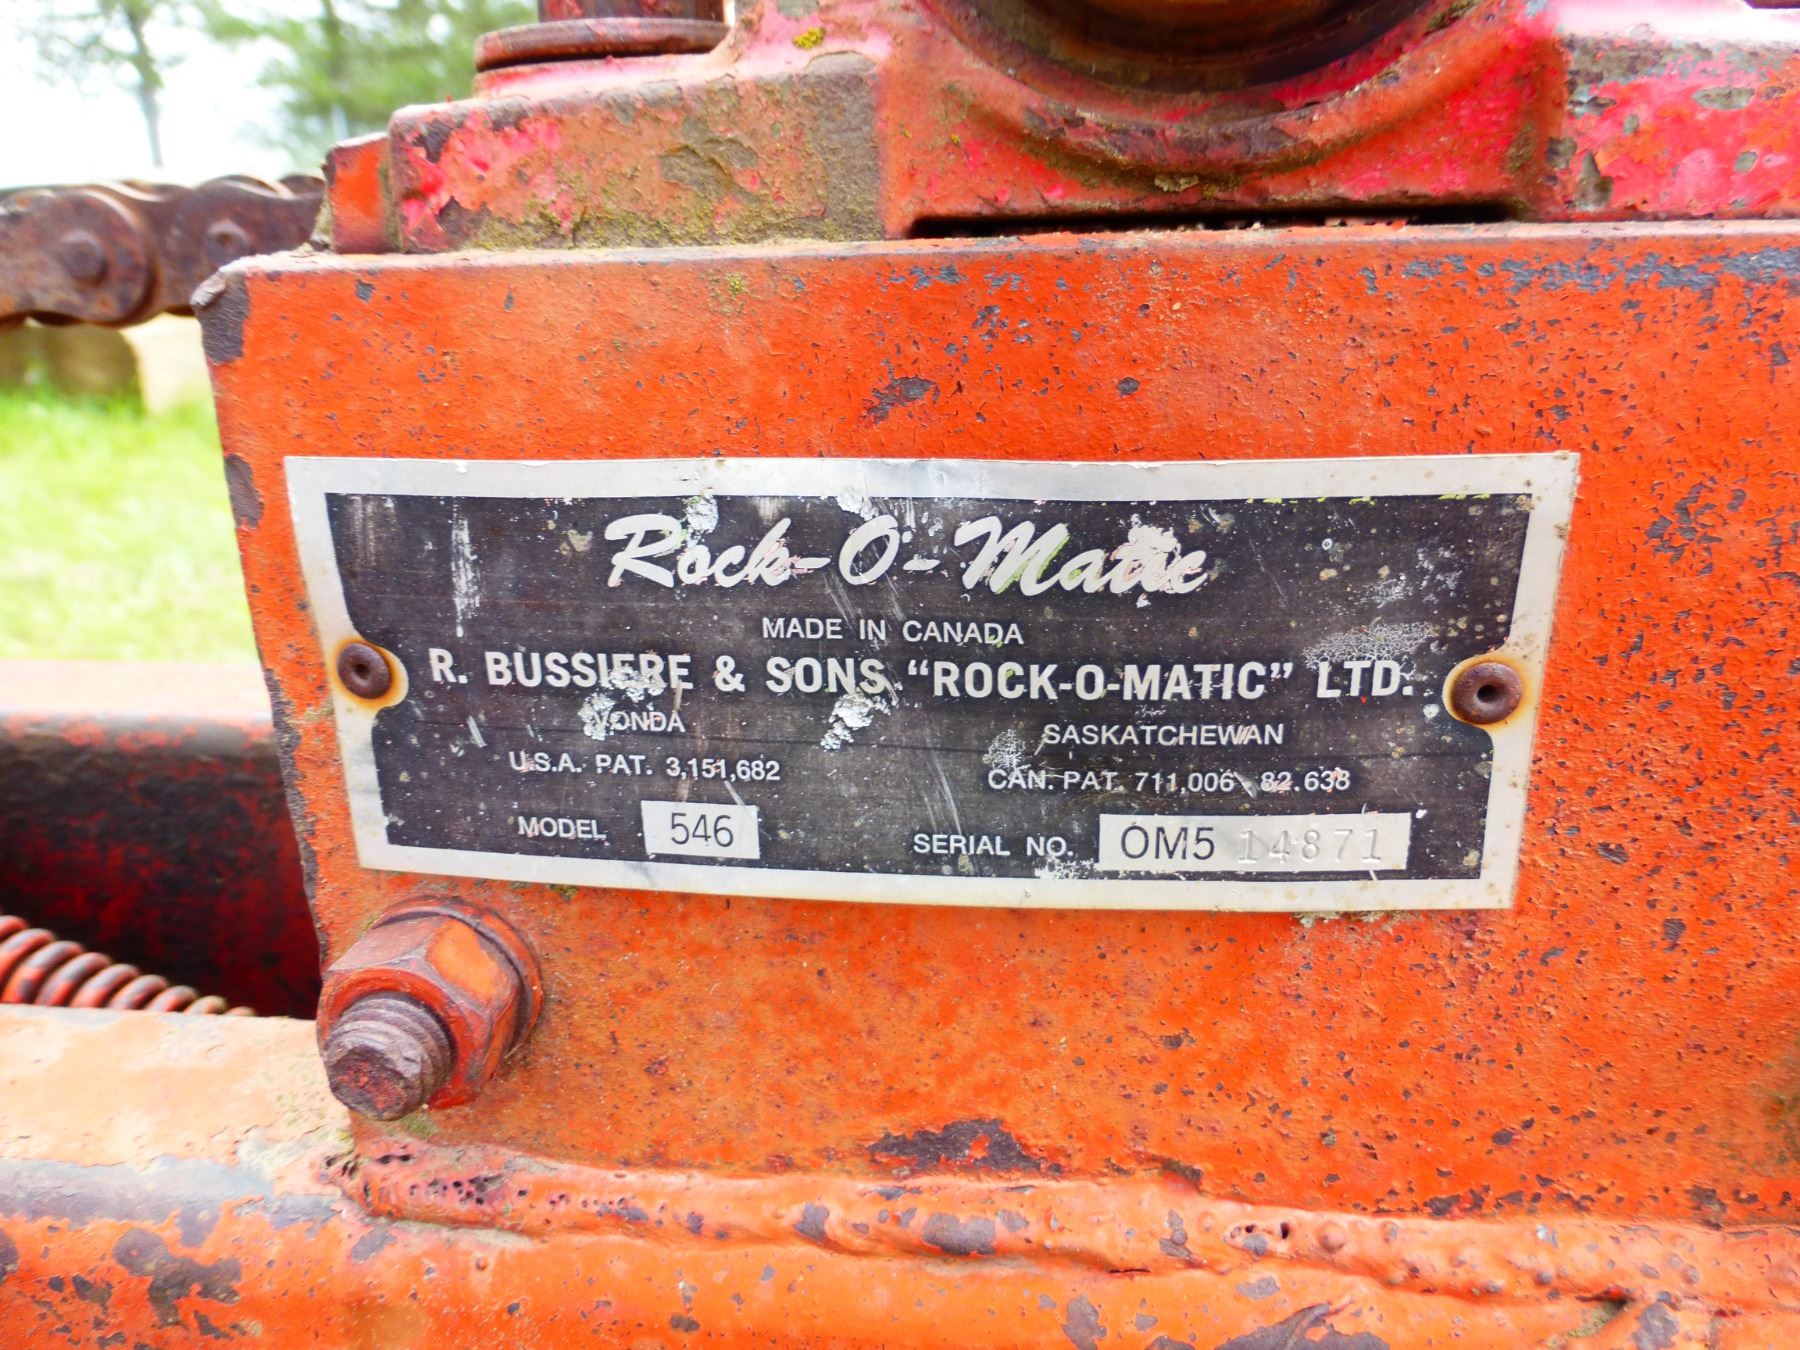 Rock-O-Matic
MADE IN CANADA
R. BUSSIERE & SONS "ROCK-O-MATIC" LTD.
VONDA SASKATCHEWAN
U.S.A. PAT. 3,151,682 CAN. PAT. 711,006 82.638
MODEL 546 SERIAL NO. OM5 14871